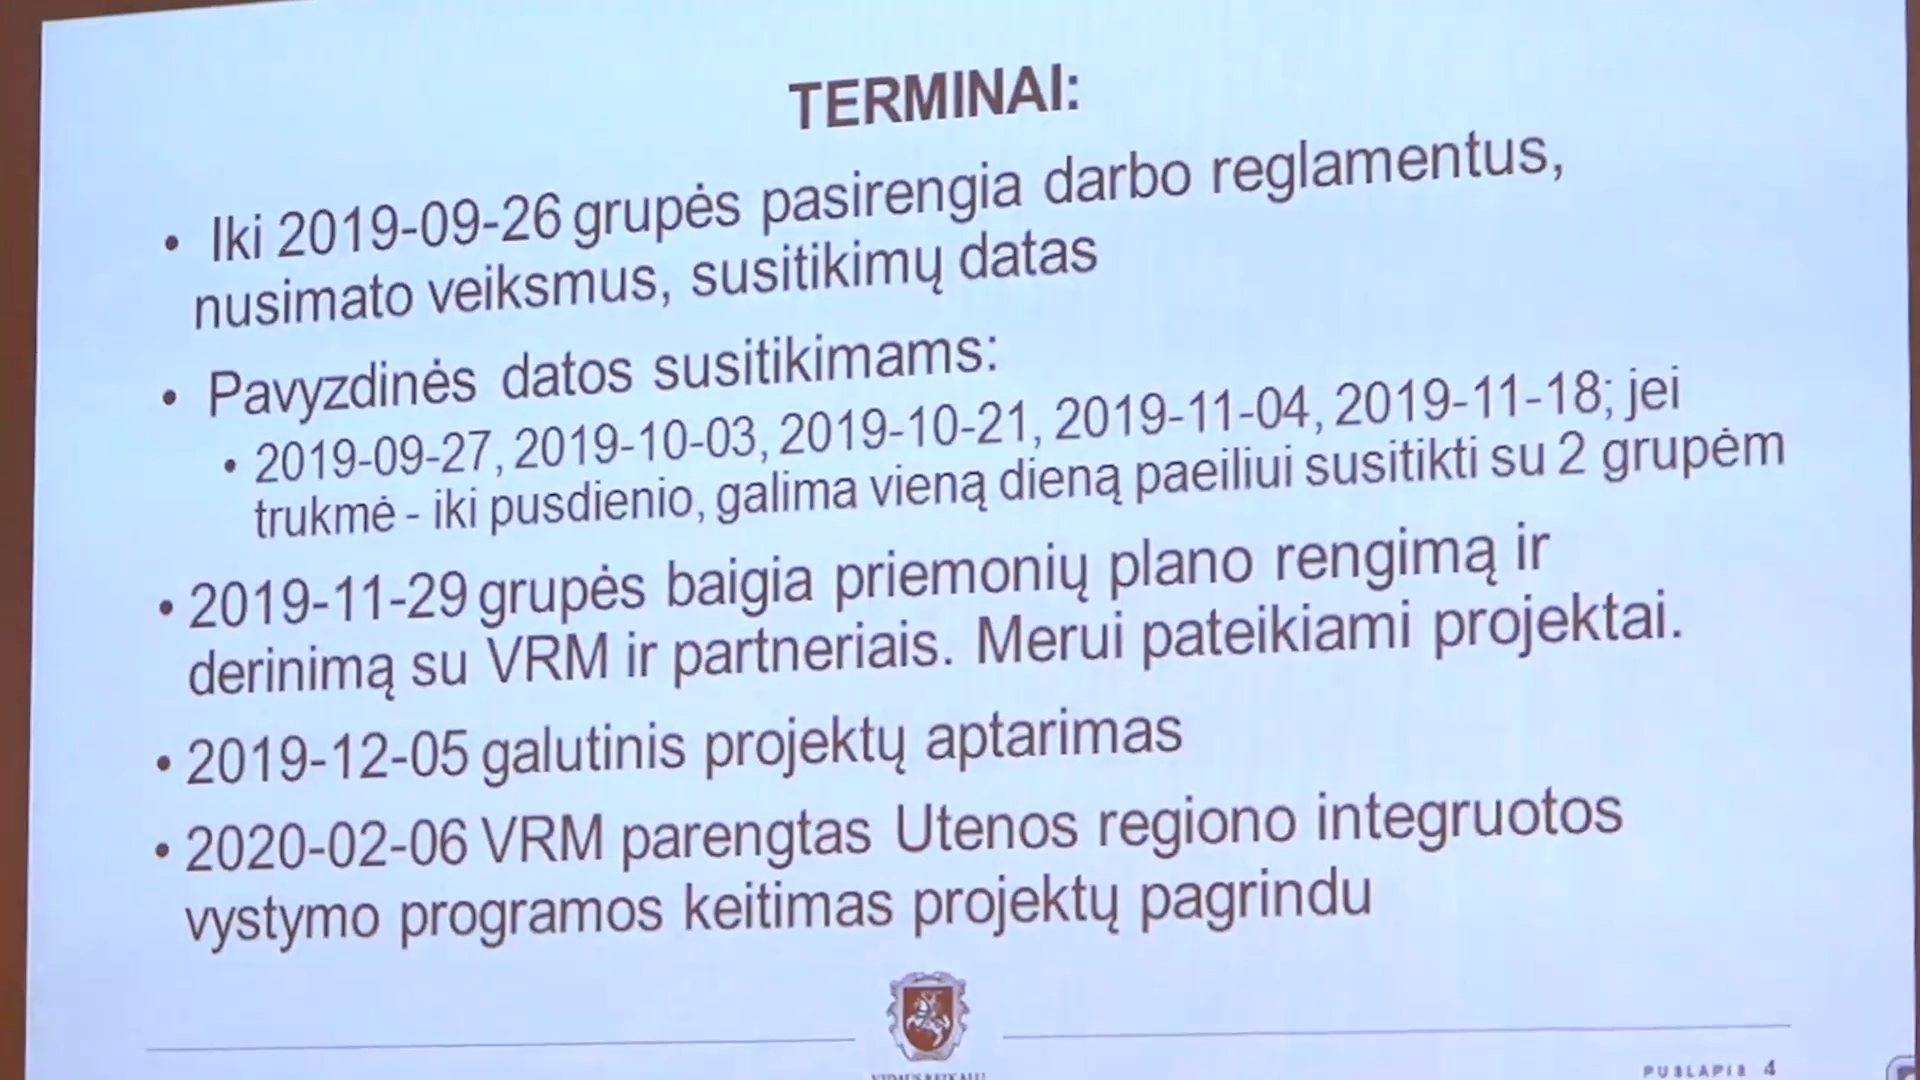 TERMINAI:
• Iki 2019-09-26 grupės pasirengia darbo reglamentus,
nusimato veiksmus, susitikimų datas
• Pavyzdinės datos susitikimams:
• 2019-09-27, 2019-10-03, 2019-10-21, 2019-11-04, 2019-11-18; jei
trukmė - iki pusdienio, galima vieną dieną paeiliui susitikti su 2 grupėm
• 2019-11-29 grupės baigia priemonių plano rengimą ir
derinimą su VRM ir partneriais. Merui pateikiami projektai.
• 2019-12-05 galutinis projektų aptarimas
• 2020-02-06 VRM parengtas Utenos regiono integruotos
vystymo programos keitimas projektų pagrindu
PUSLAPIS 4